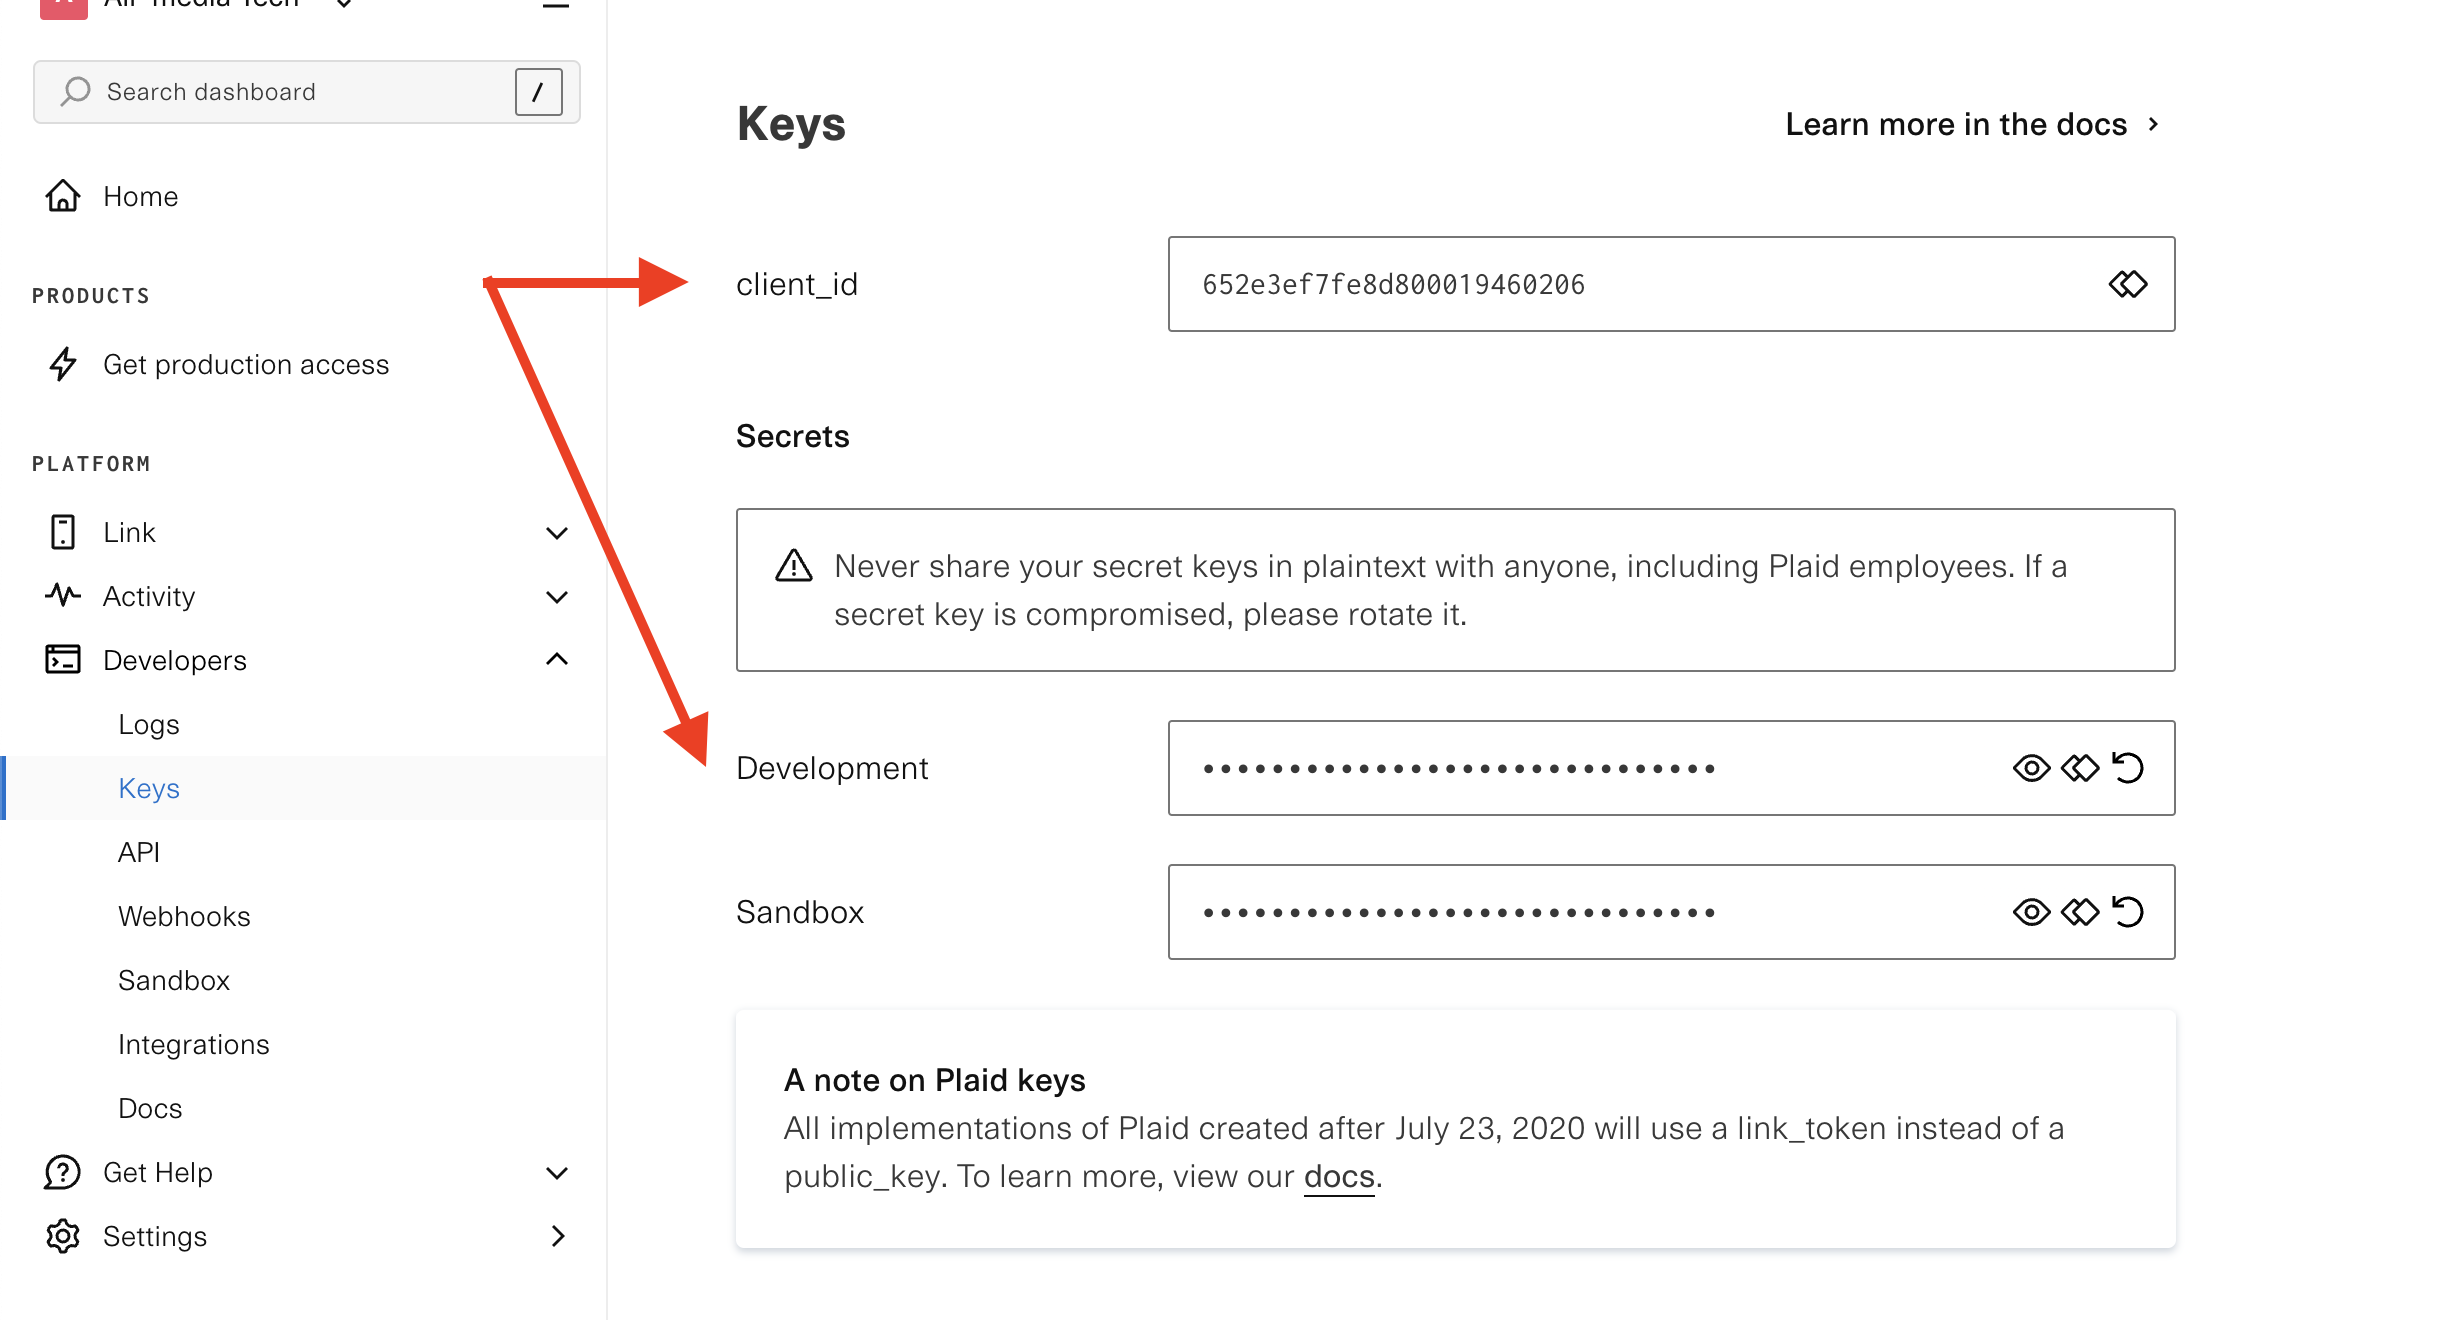 Search dashboard
/
Home
PRODUCTS
Get production access
PLATFORM
Link
Activity
Developers
Logs
Keys
API
Webhooks
Sandbox
Integrations
Docs
Get Help
Settings
Keys
Learn more in the docs
client_id
652e3ef7fe8d800019460206
Secrets
Never share your secret keys in plaintext with anyone, including Plaid employees. If a
secret key is compromised, please rotate it.
Development
Sandbox
A note on Plaid keys
All implementations of Plaid created after July 23, 2020 will use a link_token instead of a
public_key. To learn more, view our docs.